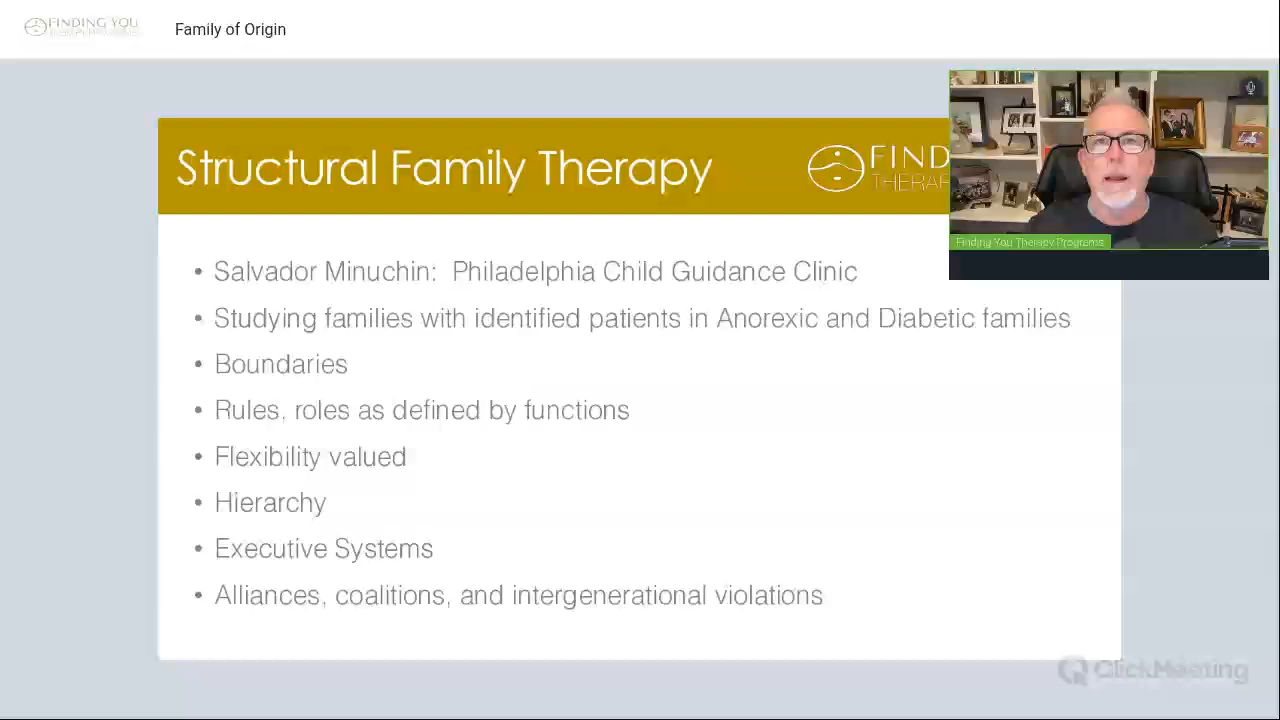 FINDING YOU
Family of Origin
Structural Family Therapy
FIND
THERAP
Finding You Therapy Programs
• Salvador Minuchin: Philadelphia Child Guidance Clinic
• Studying families with identified patients in Anorexic and Diabetic families
• Boundaries
• Rules, roles as defined by functions
• Flexibility valued
• Hierarchy
• Executive Systems
• Alliances, coalitions, and intergenerational violations
ClickMeeting